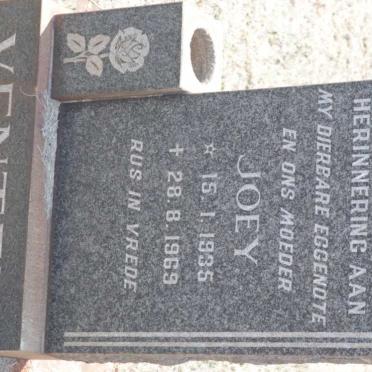 HERINNERING AAN
MY DIERBARE EGGENOTE
EN ONS MOEDER
JOEY
☆ 15.1.1935
+ 28.8.1969
RUS IN VREDE